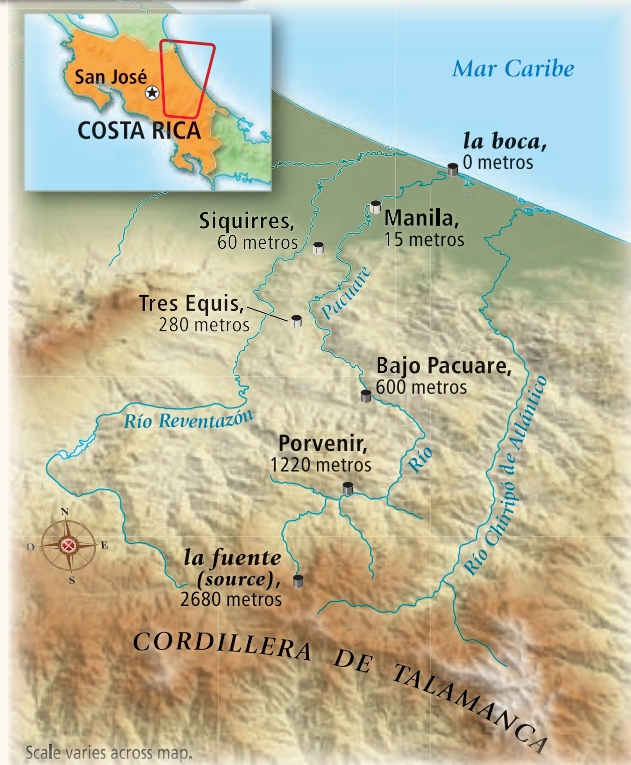 San José
COSTA RICA
Mar Caribe
la boca,
0 metros
Siquirres,
60 metros
Manila,
15 metros
Pacuare
Tres Equis,
280 metros
Bajo Pacuare,
600 metros
Río Reventazón
Porvenir,
1220 metros
Río
Río Chirripó de Atlántico
N
O E
S
la fuente
(source),
2680 metros
CORDILLERA DE TALAMANCA
Scale varies across map.